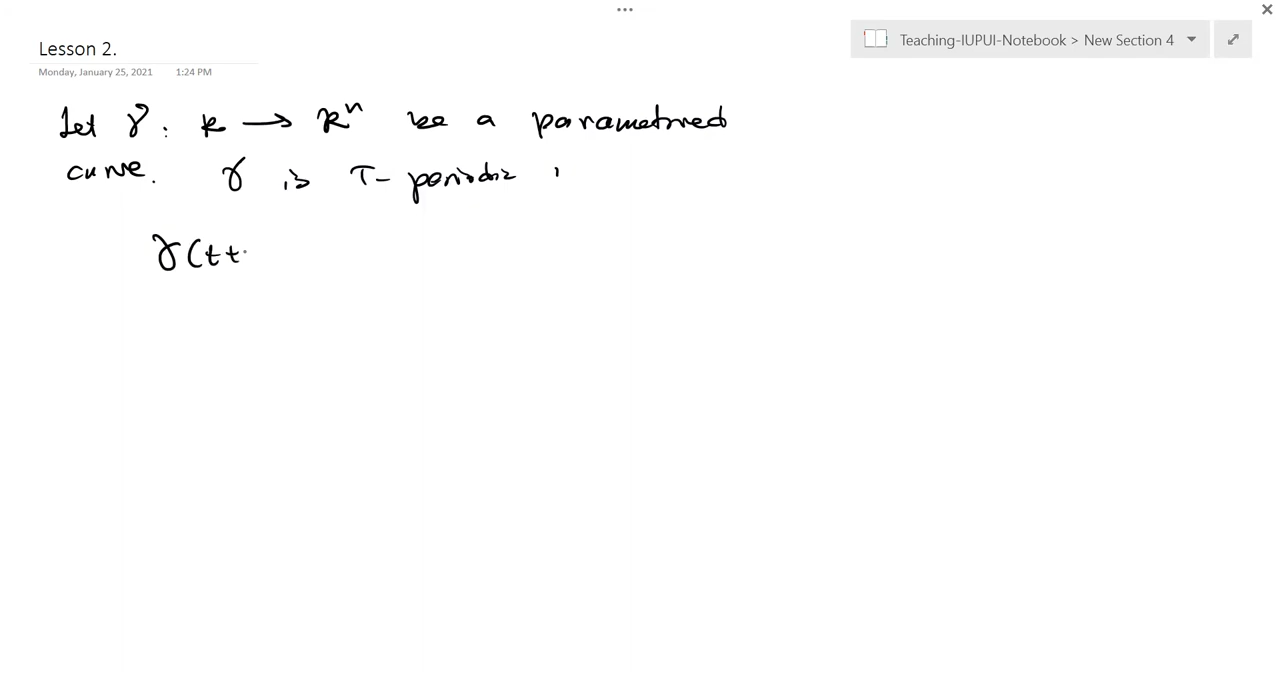 Lesson 2.
Teaching-IUPUI-Notebook > New Section 4
Monday, January 25, 2021 1:24 PM
Let γ : R → Rⁿ be a parametrized
curve. γ is T-periodic i
γ(t+